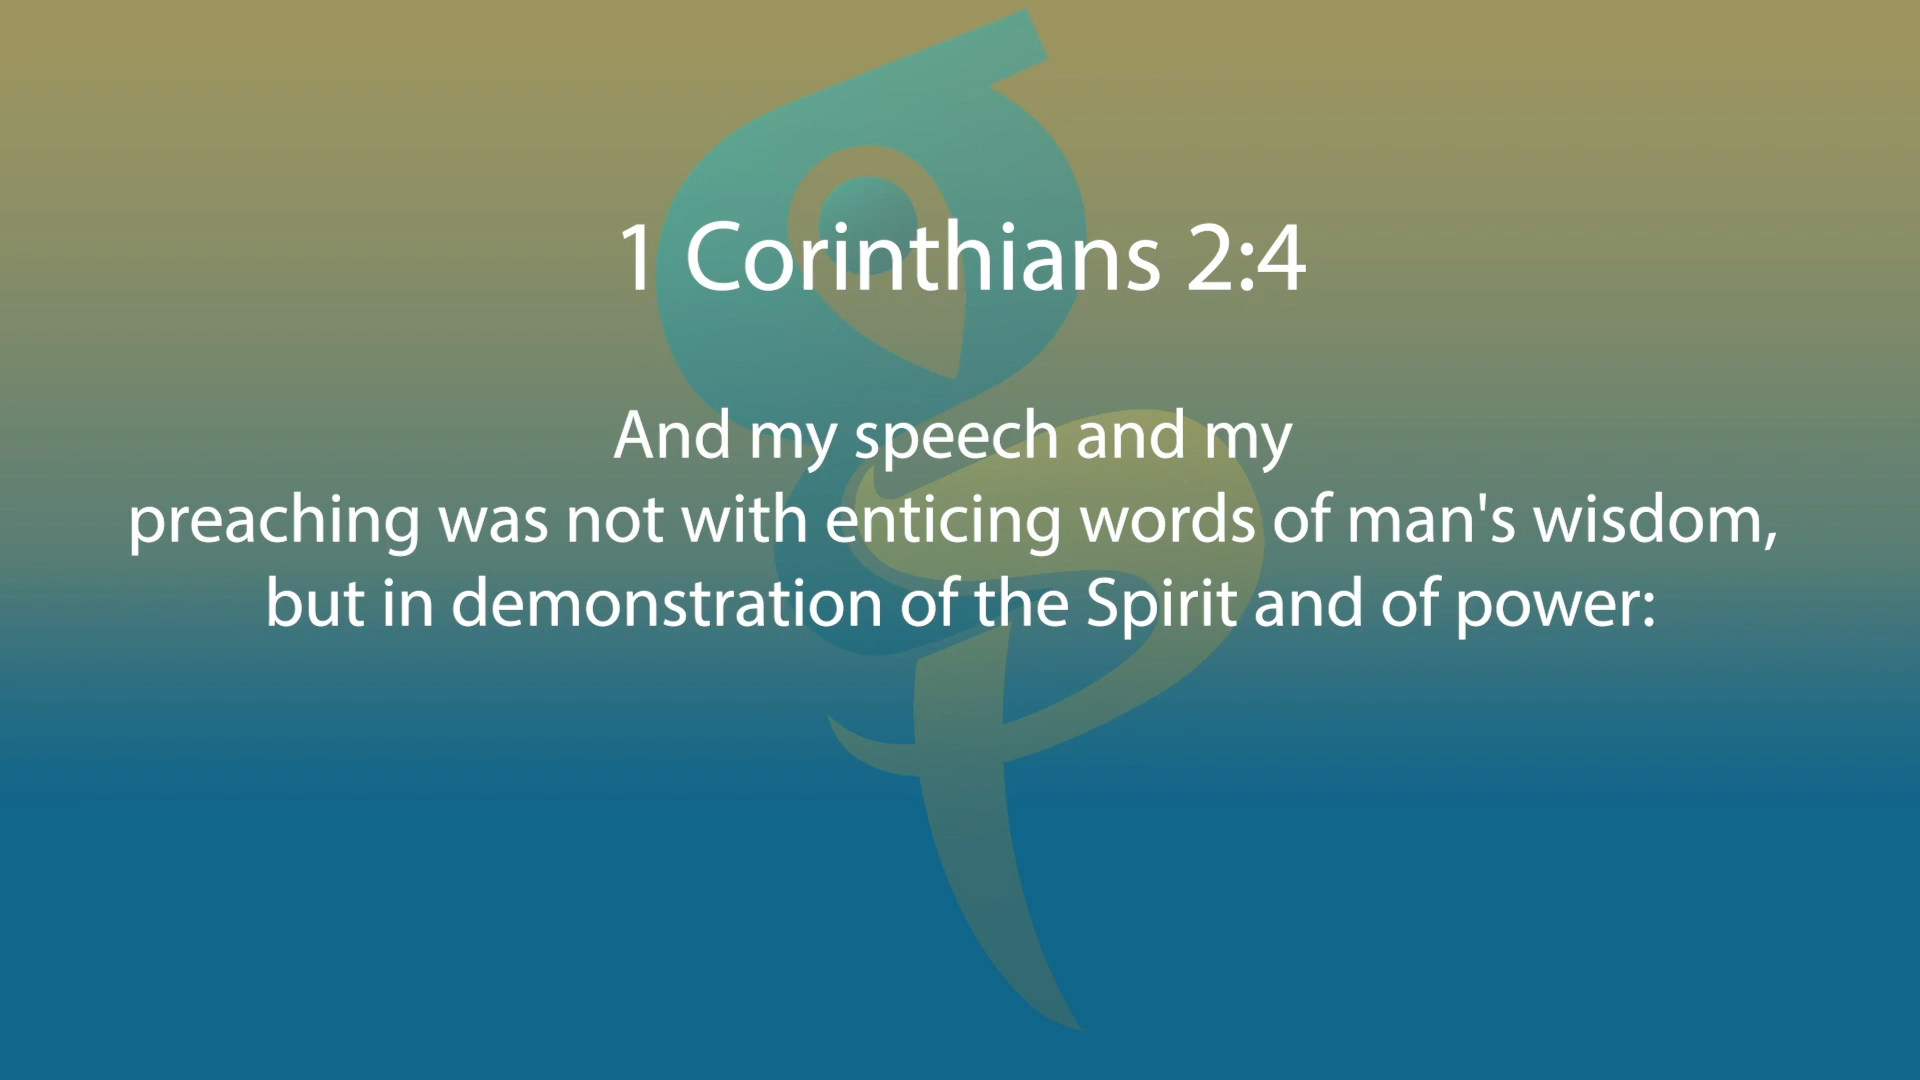 1 Corinthians 2:4
And my speech and my
preaching was not with enticing words of man's wisdom,
but in demonstration of the Spirit and of power: